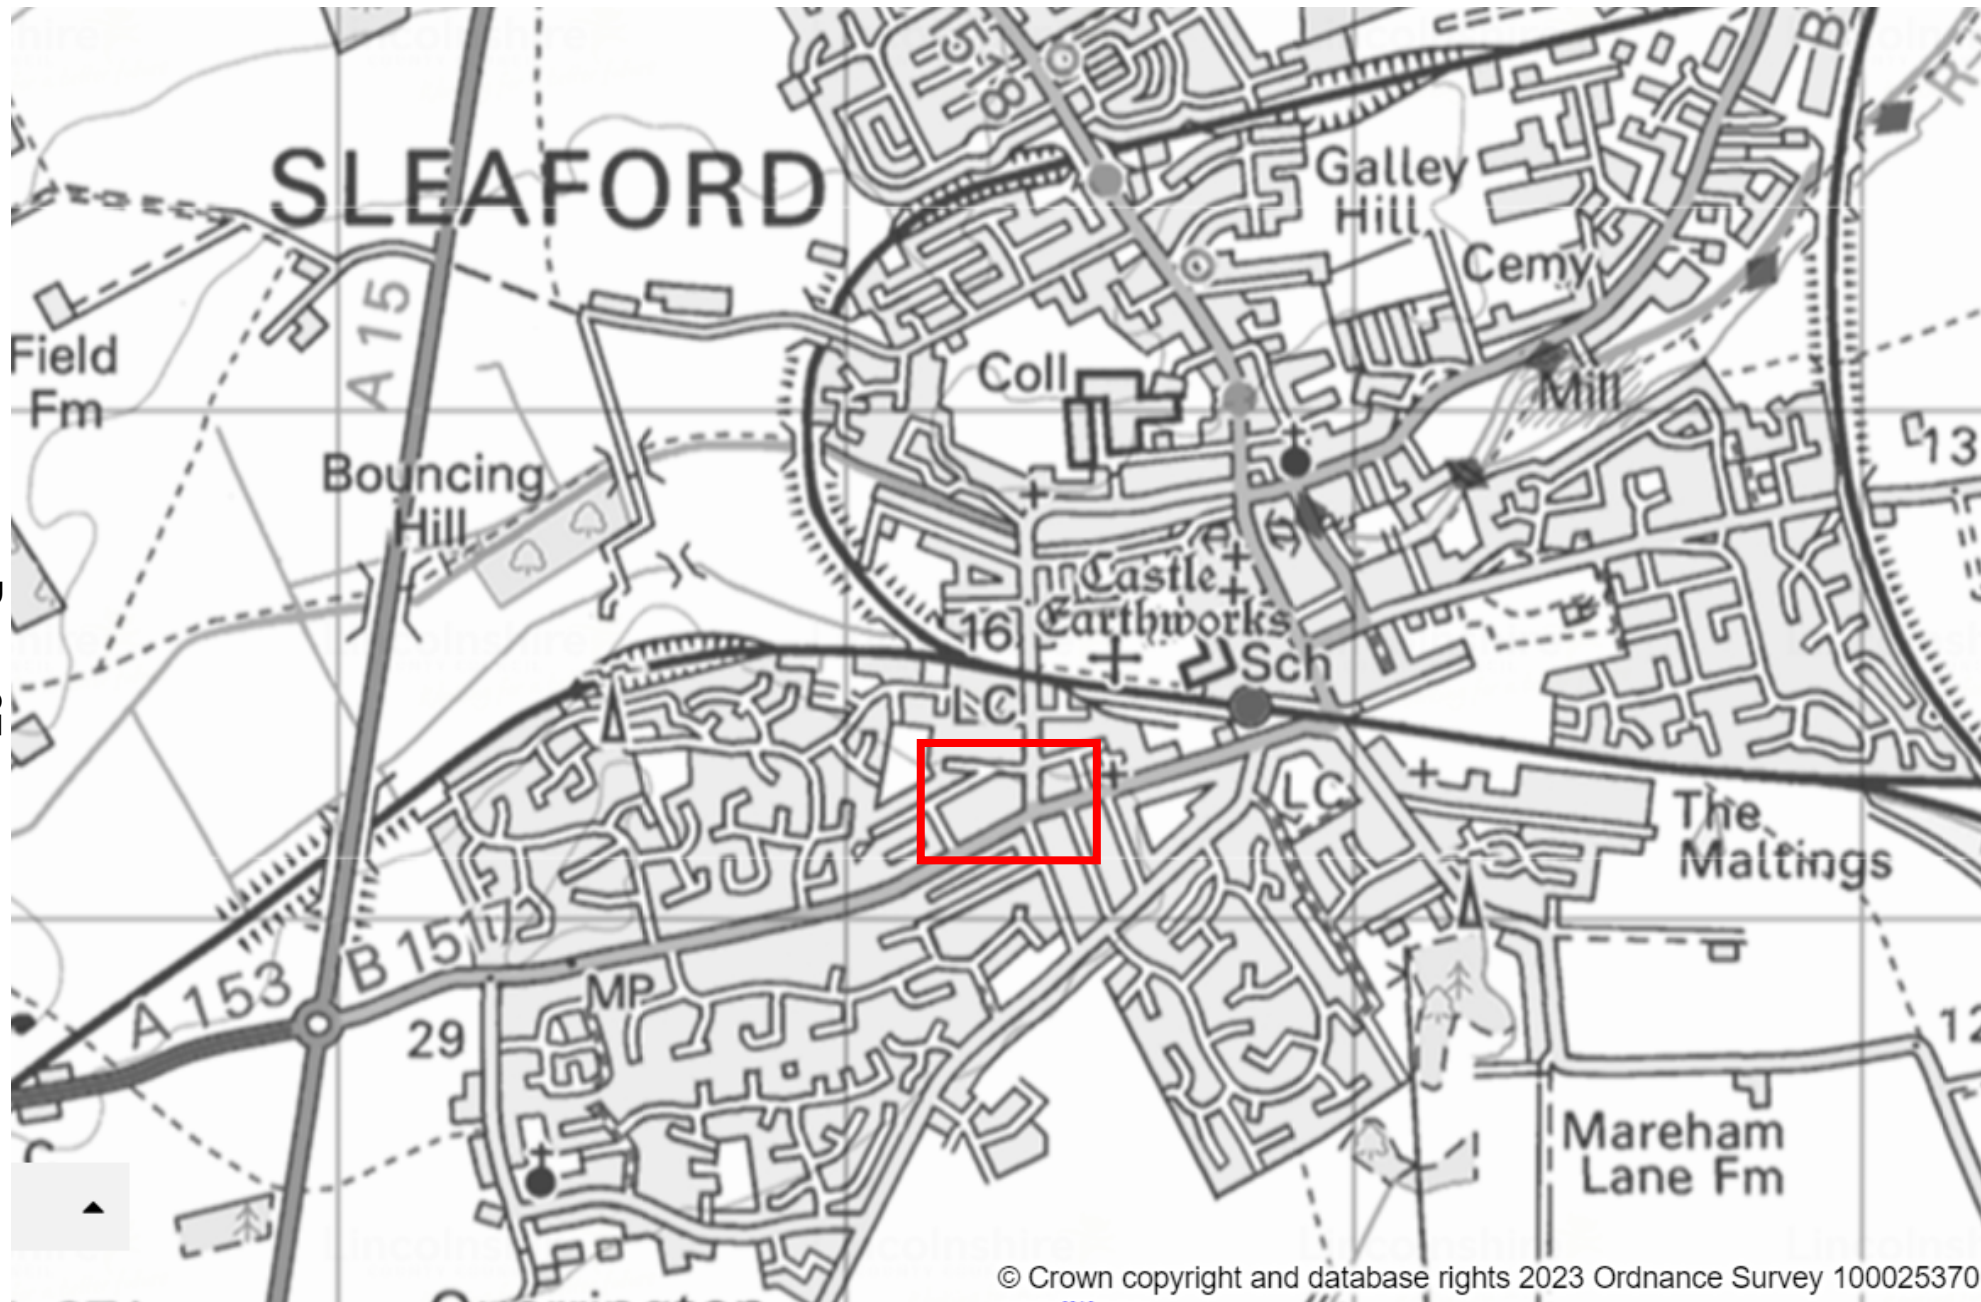 SLEAFORD
Galley
Hill
Cemy
A 15
Field
Fm
Coll
Mill
Bouncing
Hill
13
Castle
Earthworks
16
Sch
LC
LC
The
Maltings
B 1517
A 153
MP
29
12
Mareham
Lane Fm
© Crown copyright and database rights 2023 Ordnance Survey 100025370